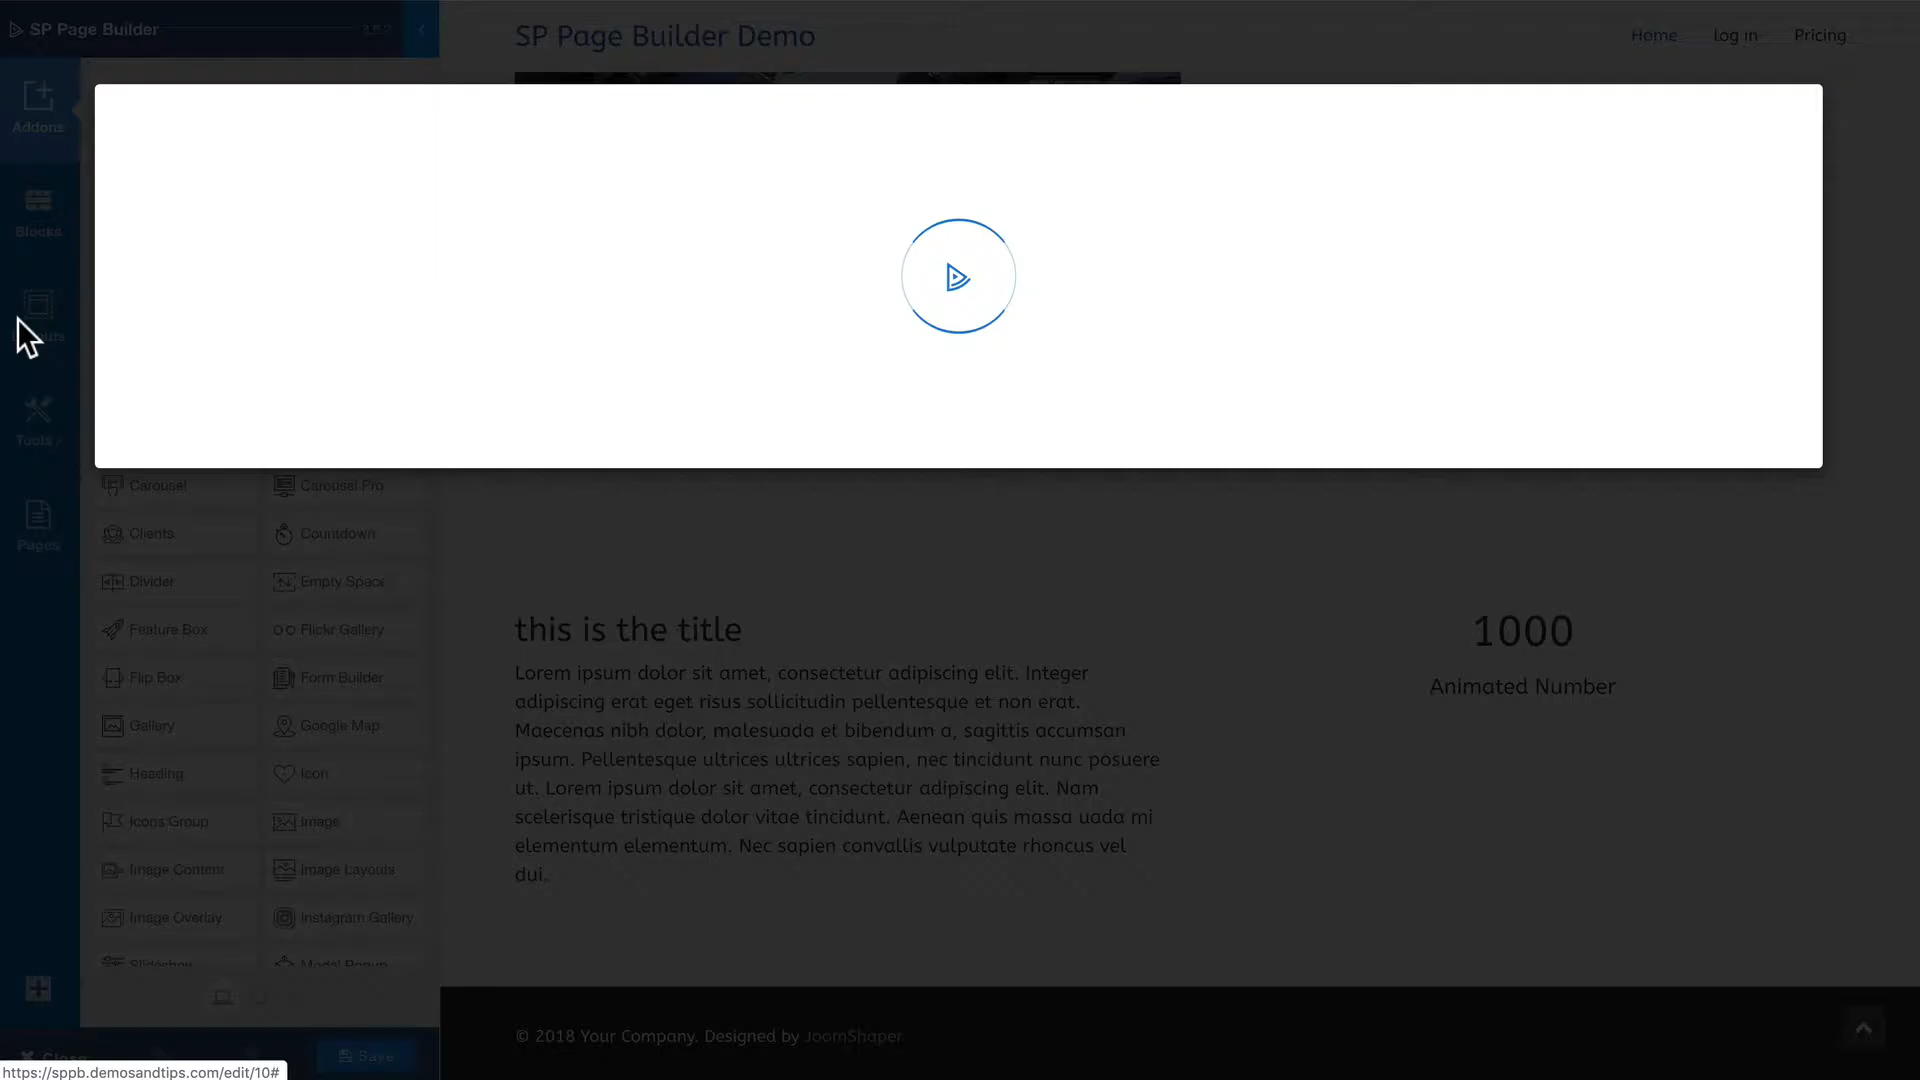 SP Page Builder
SP Page Builder Demo
Home
log in
Pricing
Addons
Blocks
Tools
Pages
Carousel
Carousel Pro
Clients
Countdown
Divider
Empty Space
Feature Box
Flickr Gallery
Flip Box
Form Builder
Gallery
Google Map
Heading
Icon
Icons Group
Image
Image Content
Image Layouts
Image Overlay
Instagram Gallery
Slideshow
Modal Popup
this is the title
Lorem ipsum dolor sit amet, consectetur adipiscing elit. Integer
adipiscing erat eget risus sollicitudin pellentesque et non erat.
Maecenas nibh dolor, malesuada et bibendum a, sagittis accumsan
ipsum. Pellentesque ultrices ultrices sapien, nec tincidunt nunc posuere
ut. Lorem ipsum dolor sit amet, consectetur adipiscing elit. Nam
scelerisque tristique dolor vitae tincidunt. Aenean quis massa uada mi
elementum elementum. Nec sapien convallis vulputate rhoncus vel
dui.
1000
Animated Number
© 2018 Your Company. Designed by JoomShaper
Close
Save
https://sppb.demosandtips.com/edit/10#